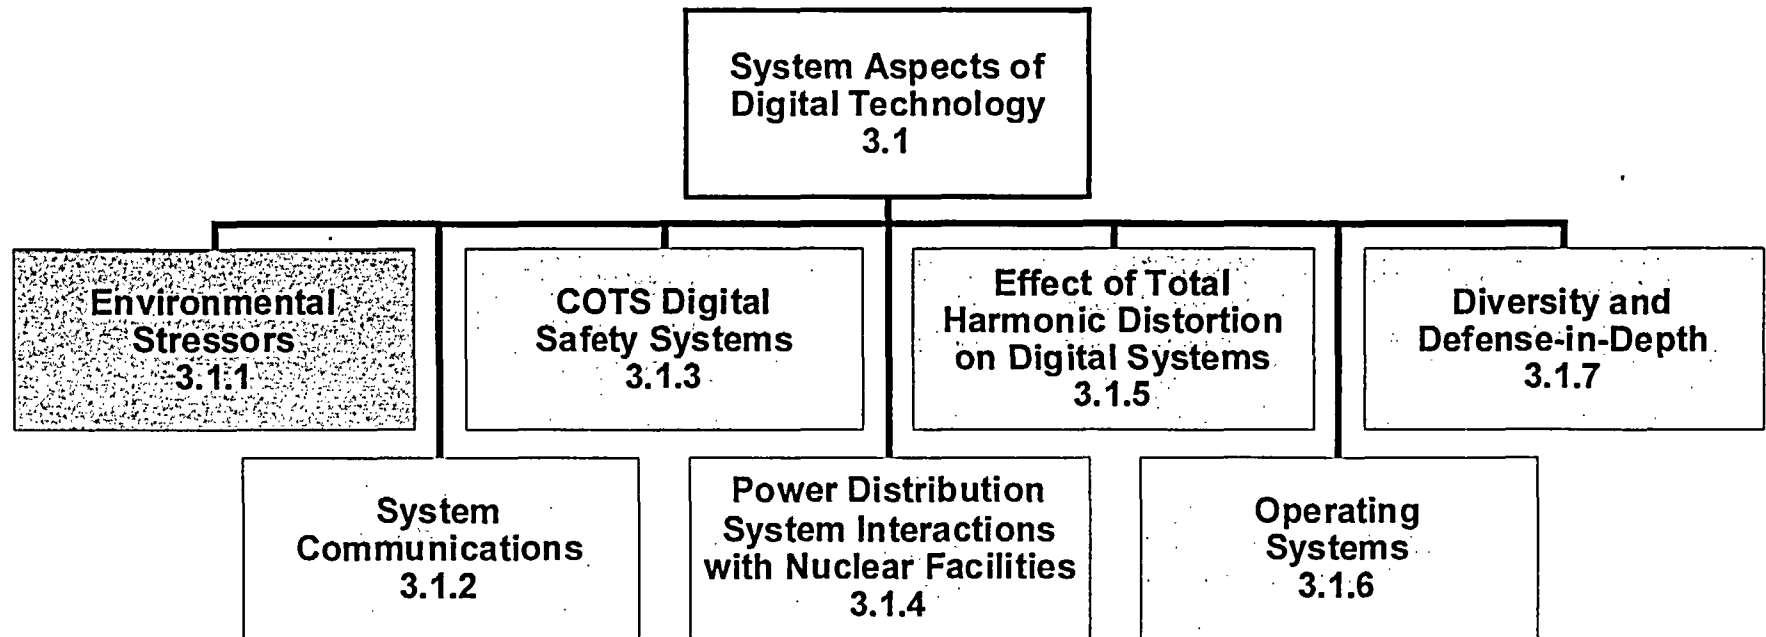 System Aspects of
Digital Technology
3.1
Environmental
Stressors
3.1.1
COTS Digital
Safety Systems
3.1.3
Effect of Total
Harmonic Distortion
on Digital Systems
3.1.5
Diversity and
Defense-in-Depth
3.1.7
System
Communications
3.1.2
Power Distribution
System Interactions
with Nuclear Facilities
3.1.4
Operating
Systems
3.1.6